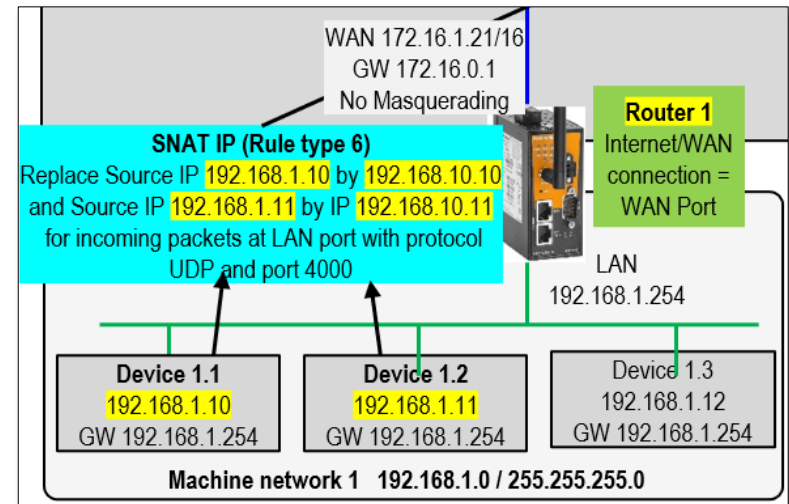 WAN 172.16.1.21/16
GW 172.16.0.1
No Masquerading
SNAT IP (Rule type 6)
Replace Source IP 192.168.1.10 by 192.168.10.10
and Source IP 192.168.1.11 by IP 192.168.10.11
for incoming packets at LAN port with protocol
UDP and port 4000
Router 1
Internet/WAN
connection =
WAN Port
LAN
192.168.1.254
Device 1.1
192.168.1.10
GW 192.168.1.254
Device 1.2
192.168.1.11
GW 192.168.1.254
Device 1.3
192.168.1.12
GW 192.168.1.254
Machine network 1 192.168.1.0 / 255.255.255.0